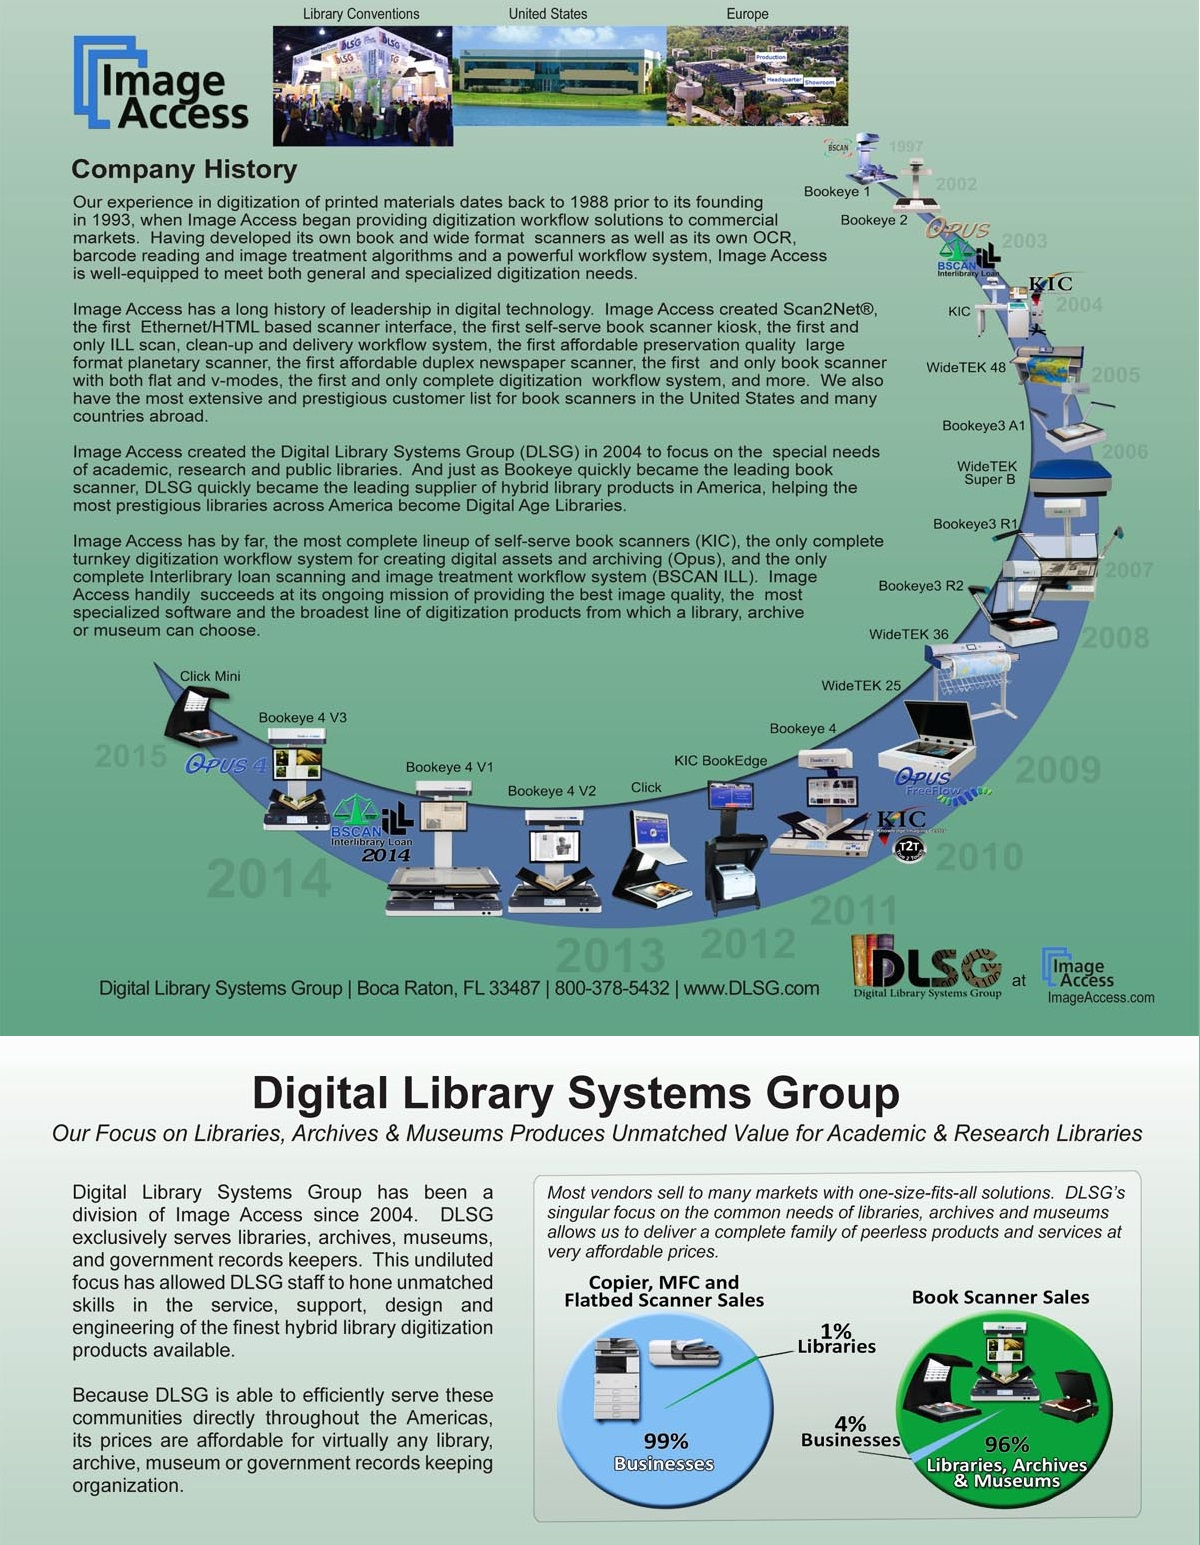 Library Conventions
United States
Europe
DLSG
Production
Headquarter
Showroom
Image
Access
Company History
Our experience in digitization of printed materials dates back to 1988 prior to its founding
in 1993, when Image Access began providing digitization workflow solutions to commercial
markets.  Having developed its own book and wide format  scanners as well as its own OCR,
barcode reading and image treatment algorithms and a powerful workflow system, Image Access
is well-equipped to meet both general and specialized digitization needs.
Image Access has a long history of leadership in digital technology.  Image Access created Scan2Net®,
the first  Ethernet/HTML based scanner interface, the first self-serve book scanner kiosk, the first and
only ILL scan, clean-up and delivery workflow system, the first affordable preservation quality  large
format planetary scanner, the first affordable duplex newspaper scanner, the first  and only book scanner
with both flat and v-modes, the first and only complete digitization  workflow system, and more.  We also
have the most extensive and prestigious customer list for book scanners in the United States and many
countries abroad.
Image Access created the Digital Library Systems Group (DLSG) in 2004 to focus on the  special needs
of academic, research and public libraries.  And just as Bookeye quickly became the leading book
scanner, DLSG quickly became the leading supplier of hybrid library products in America, helping the
most prestigious libraries across America become Digital Age Libraries.
Image Access has by far, the most complete lineup of self-serve book scanners (KIC), the only complete
turnkey digitization workflow system for creating digital assets and archiving (Opus), and the only
complete Interlibrary loan scanning and image treatment workflow system (BSCAN ILL).  Image
Access handily  succeeds at its ongoing mission of providing the best image quality, the  most
specialized software and the broadest line of digitization products from which a library, archive
or museum can choose.
BSCAN
1997
Bookeye 1
2002
Bookeye 2
OPUS
2003
BSCAN ILL
Interlibrary Loan
KIC
2004
KIC
WideTEK 48
2005
Bookeye3 A1
2006
WideTEK
Super B
Bookeye3 R1
2007
Bookeye3 R2
2008
WideTEK 36
WideTEK 25
2009
OPUS
FreeFlow
Bookeye 4
KIC
T2T
2010
KIC BookEdge
2011
Click
2012
Bookeye 4 V2
2013
Bookeye 4 V1
BSCAN ILL
Interlibrary Loan
2014
Bookeye 4 V3
2014
Click Mini
OPUS 4
2015
Digital Library Systems Group | Boca Raton, FL 33487 | 800-378-5432 | www.DLSG.com
DLSG
Digital Library Systems Group
at
Image
Access
ImageAccess.com
Digital Library Systems Group
Our Focus on Libraries, Archives & Museums Produces Unmatched Value for Academic & Research Libraries
Digital Library Systems Group has been a
division of Image Access since 2004.  DLSG
exclusively serves libraries, archives, museums,
and government records keepers.  This undiluted
focus has allowed DLSG staff to hone unmatched
skills in the service, support, design and
engineering of the finest hybrid library digitization
products available.
Because DLSG is able to efficiently serve these
communities directly throughout the Americas,
its prices are affordable for virtually any library,
archive, museum or government records keeping
organization.
Most vendors sell to many markets with one-size-fits-all solutions.  DLSG's
singular focus on the common needs of libraries, archives and museums
allows us to deliver a complete family of peerless products and services at
very affordable prices.
Copier, MFC and
Flatbed Scanner Sales
1%
Libraries
99%
Businesses
Book Scanner Sales
4%
Businesses
96%
Libraries, Archives
& Museums